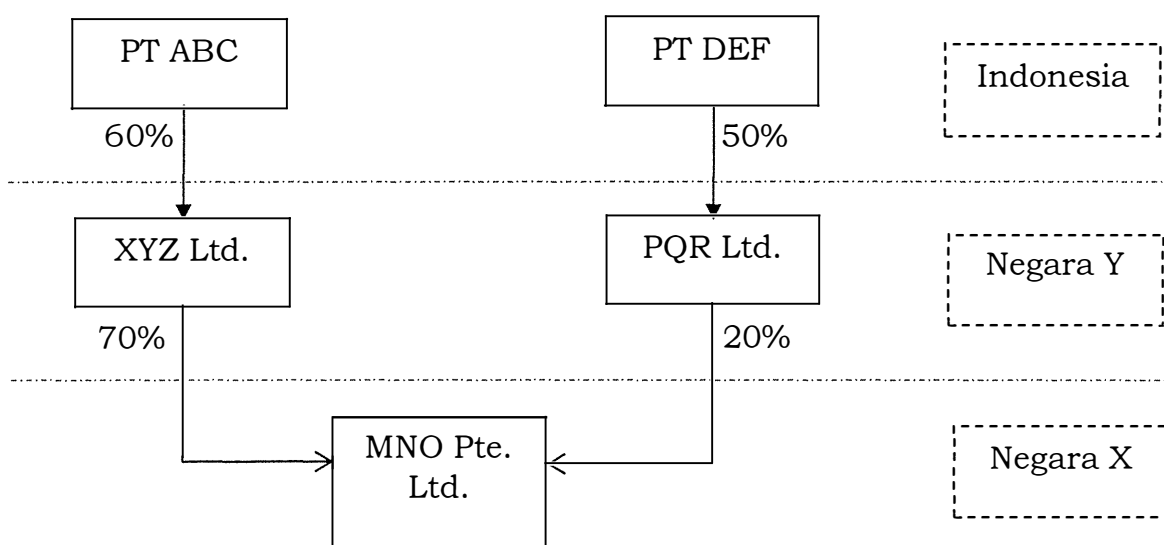 PT ABC
PT DEF
Indonesia
60%
50%
XYZ Ltd.
PQR Ltd.
Negara Y
70%
20%
MNO Pte.
Ltd.
Negara X